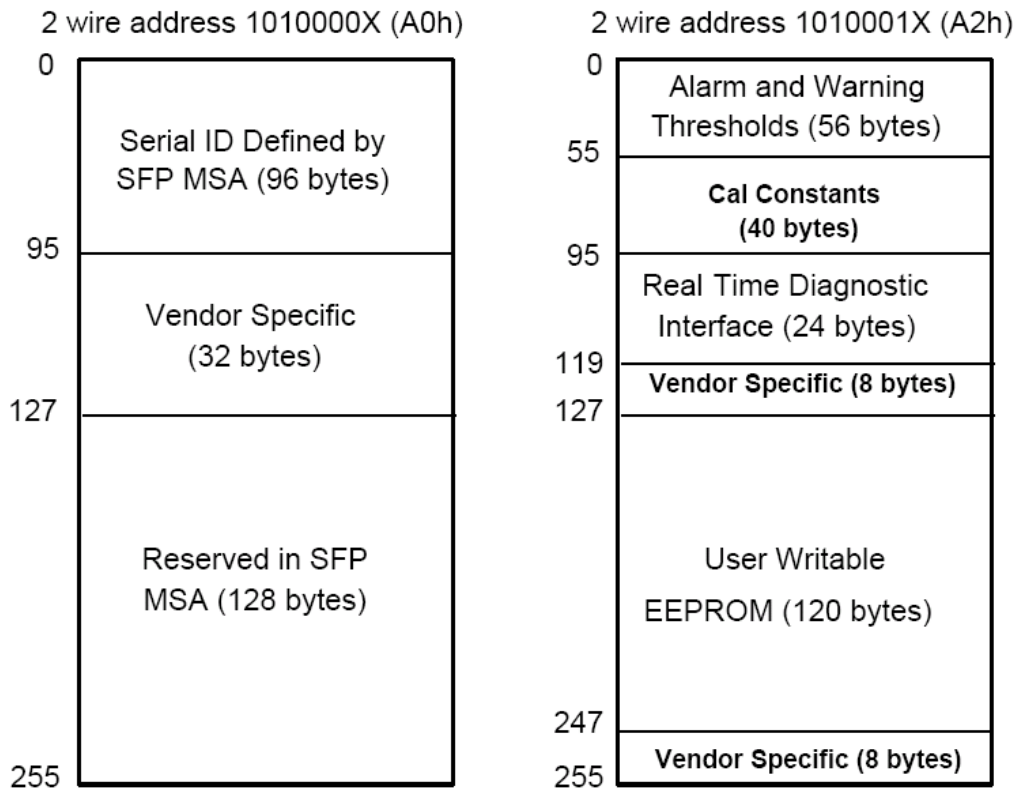 2 wire address 1010000X (A0h)
0
Serial ID Defined by
SFP MSA (96 bytes)
95
Vendor Specific
(32 bytes)
127
Reserved in SFP
MSA (128 bytes)
255
2 wire address 1010001X (A2h)
0
Alarm and Warning
Thresholds (56 bytes)
55
Cal Constants
(40 bytes)
95
Real Time Diagnostic
Interface (24 bytes)
119
Vendor Specific (8 bytes)
127
User Writable
EEPROM (120 bytes)
247
Vendor Specific (8 bytes)
255